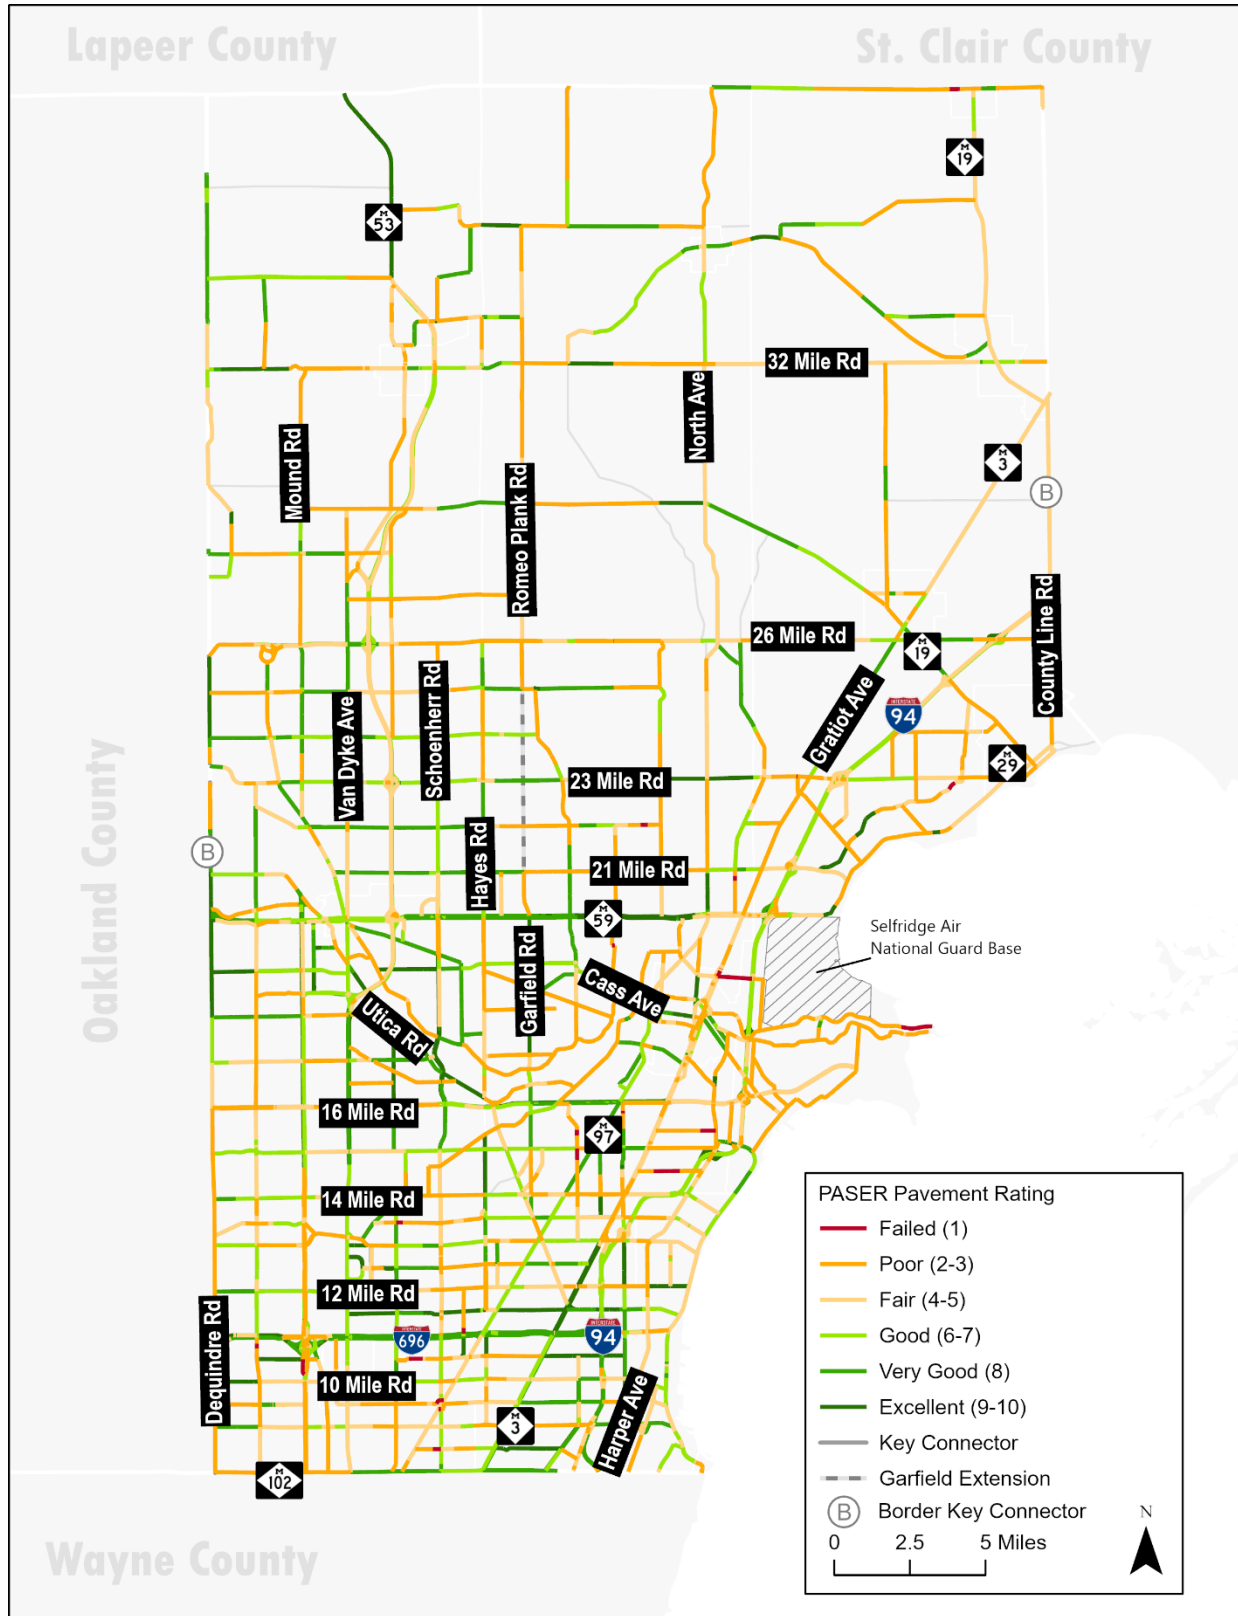 Lapeer County
St. Clair County
M
19
M
53
32 Mile Rd
North Ave
Mound Rd
M
3
Romeo Plank Rd
B
26 Mile Rd
M
19
County Line Rd
Schoenherr Rd
Van Dyke Ave
Gratiot Ave
INTERSTATE
94
Oakland County
23 Mile Rd
M
29
B
Hayes Rd
21 Mile Rd
M
59
Selfridge Air
National Guard Base
Garfield Rd
Cass Ave
Utica Rd
16 Mile Rd
M
97
14 Mile Rd
12 Mile Rd
Dequindre Rd
INTERSTATE
696
INTERSTATE
94
10 Mile Rd
M
3
Harper Ave
M
102
Wayne County
PASER Pavement Rating
Failed (1)
Poor (2-3)
Fair (4-5)
Good (6-7)
Very Good (8)
Excellent (9-10)
Key Connector
Garfield Extension
B Border Key Connector
N
0 2.5 5 Miles